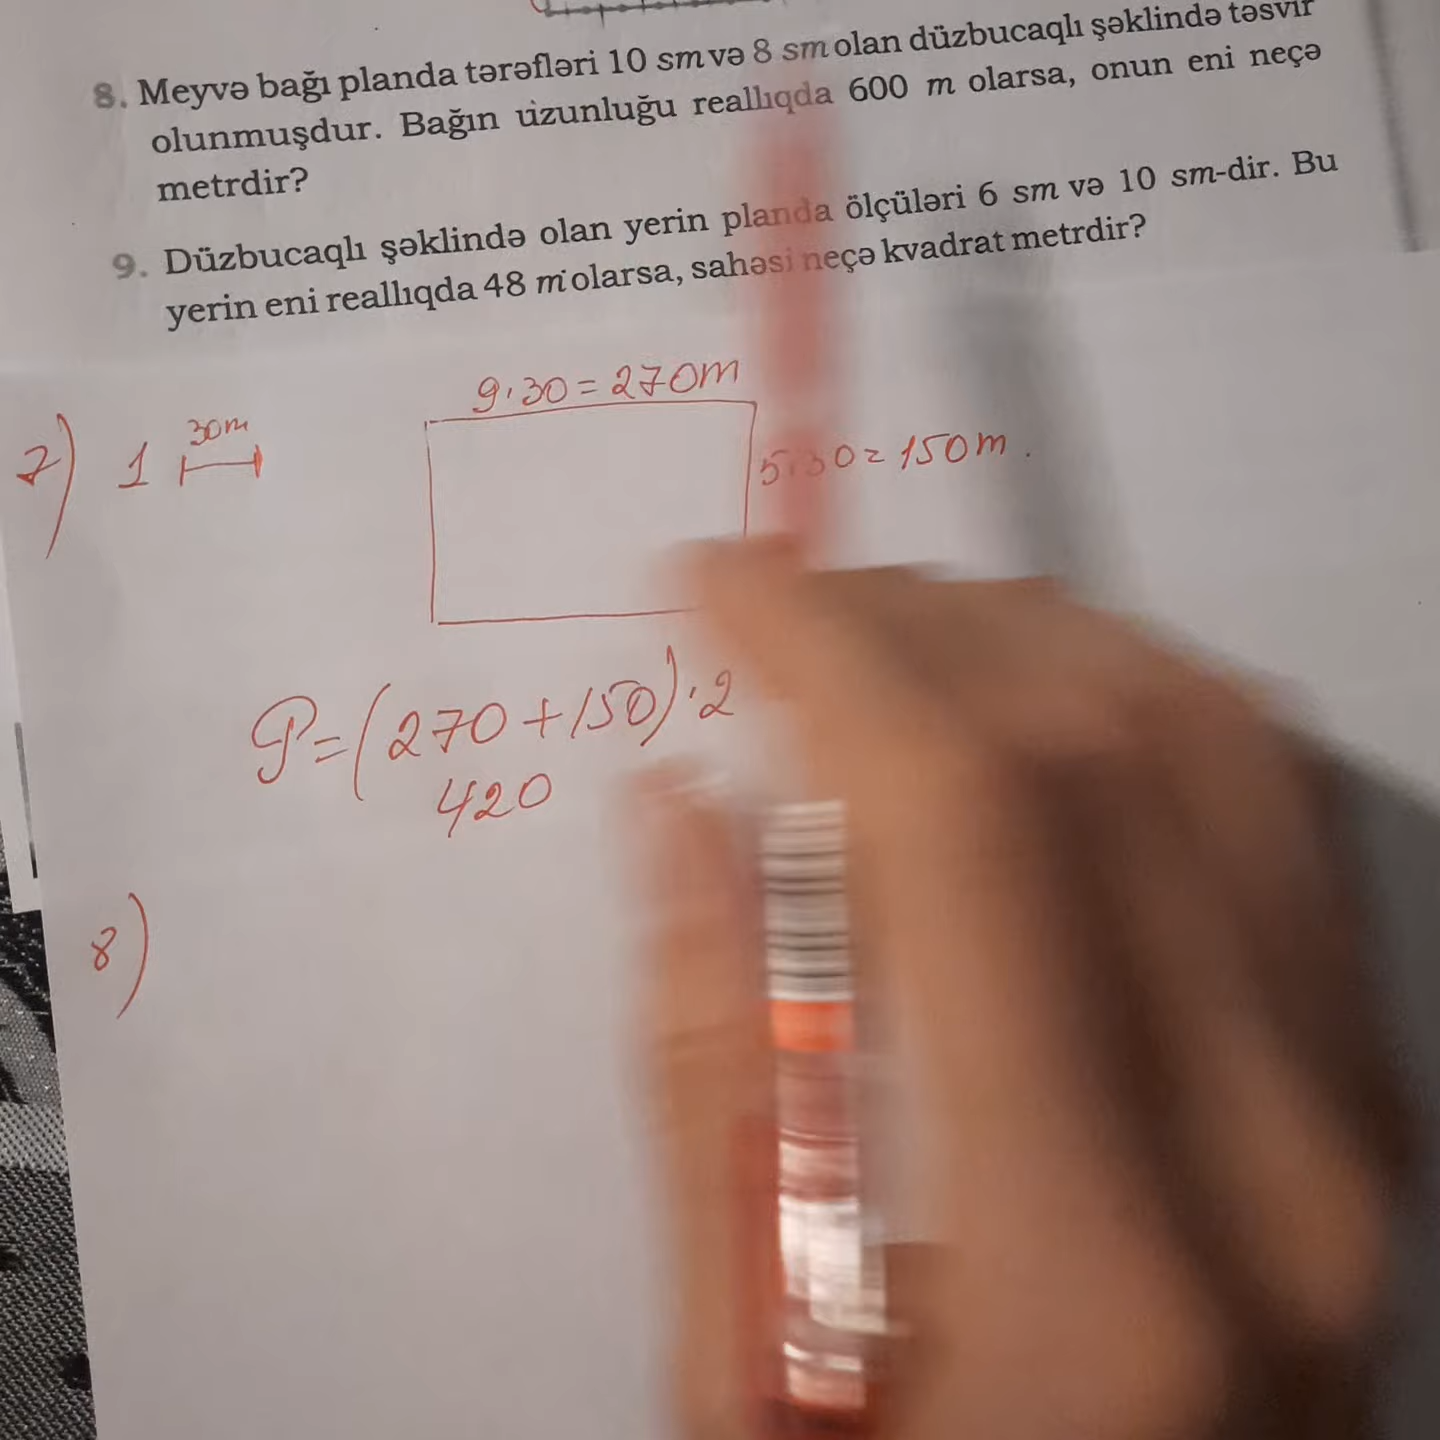 8. Meyvə bağı planda tərəfləri 10 sm və 8 sm olan düzbucaqlı şəklində təsvir
olunmuşdur. Bağın uzunluğu reallıqda 600 m olarsa, onun eni neçə
metrdir?
9. Düzbucaqlı şəklində olan yerin planda ölçüləri 6 sm və 10 sm-dir. Bu
yerin eni reallıqda 48 m olarsa, sahəsi neçə kvadrat metrdir?
9·30=270m
7) 1 30m
5·30=150m.
P=(270+150)·2
420
8)